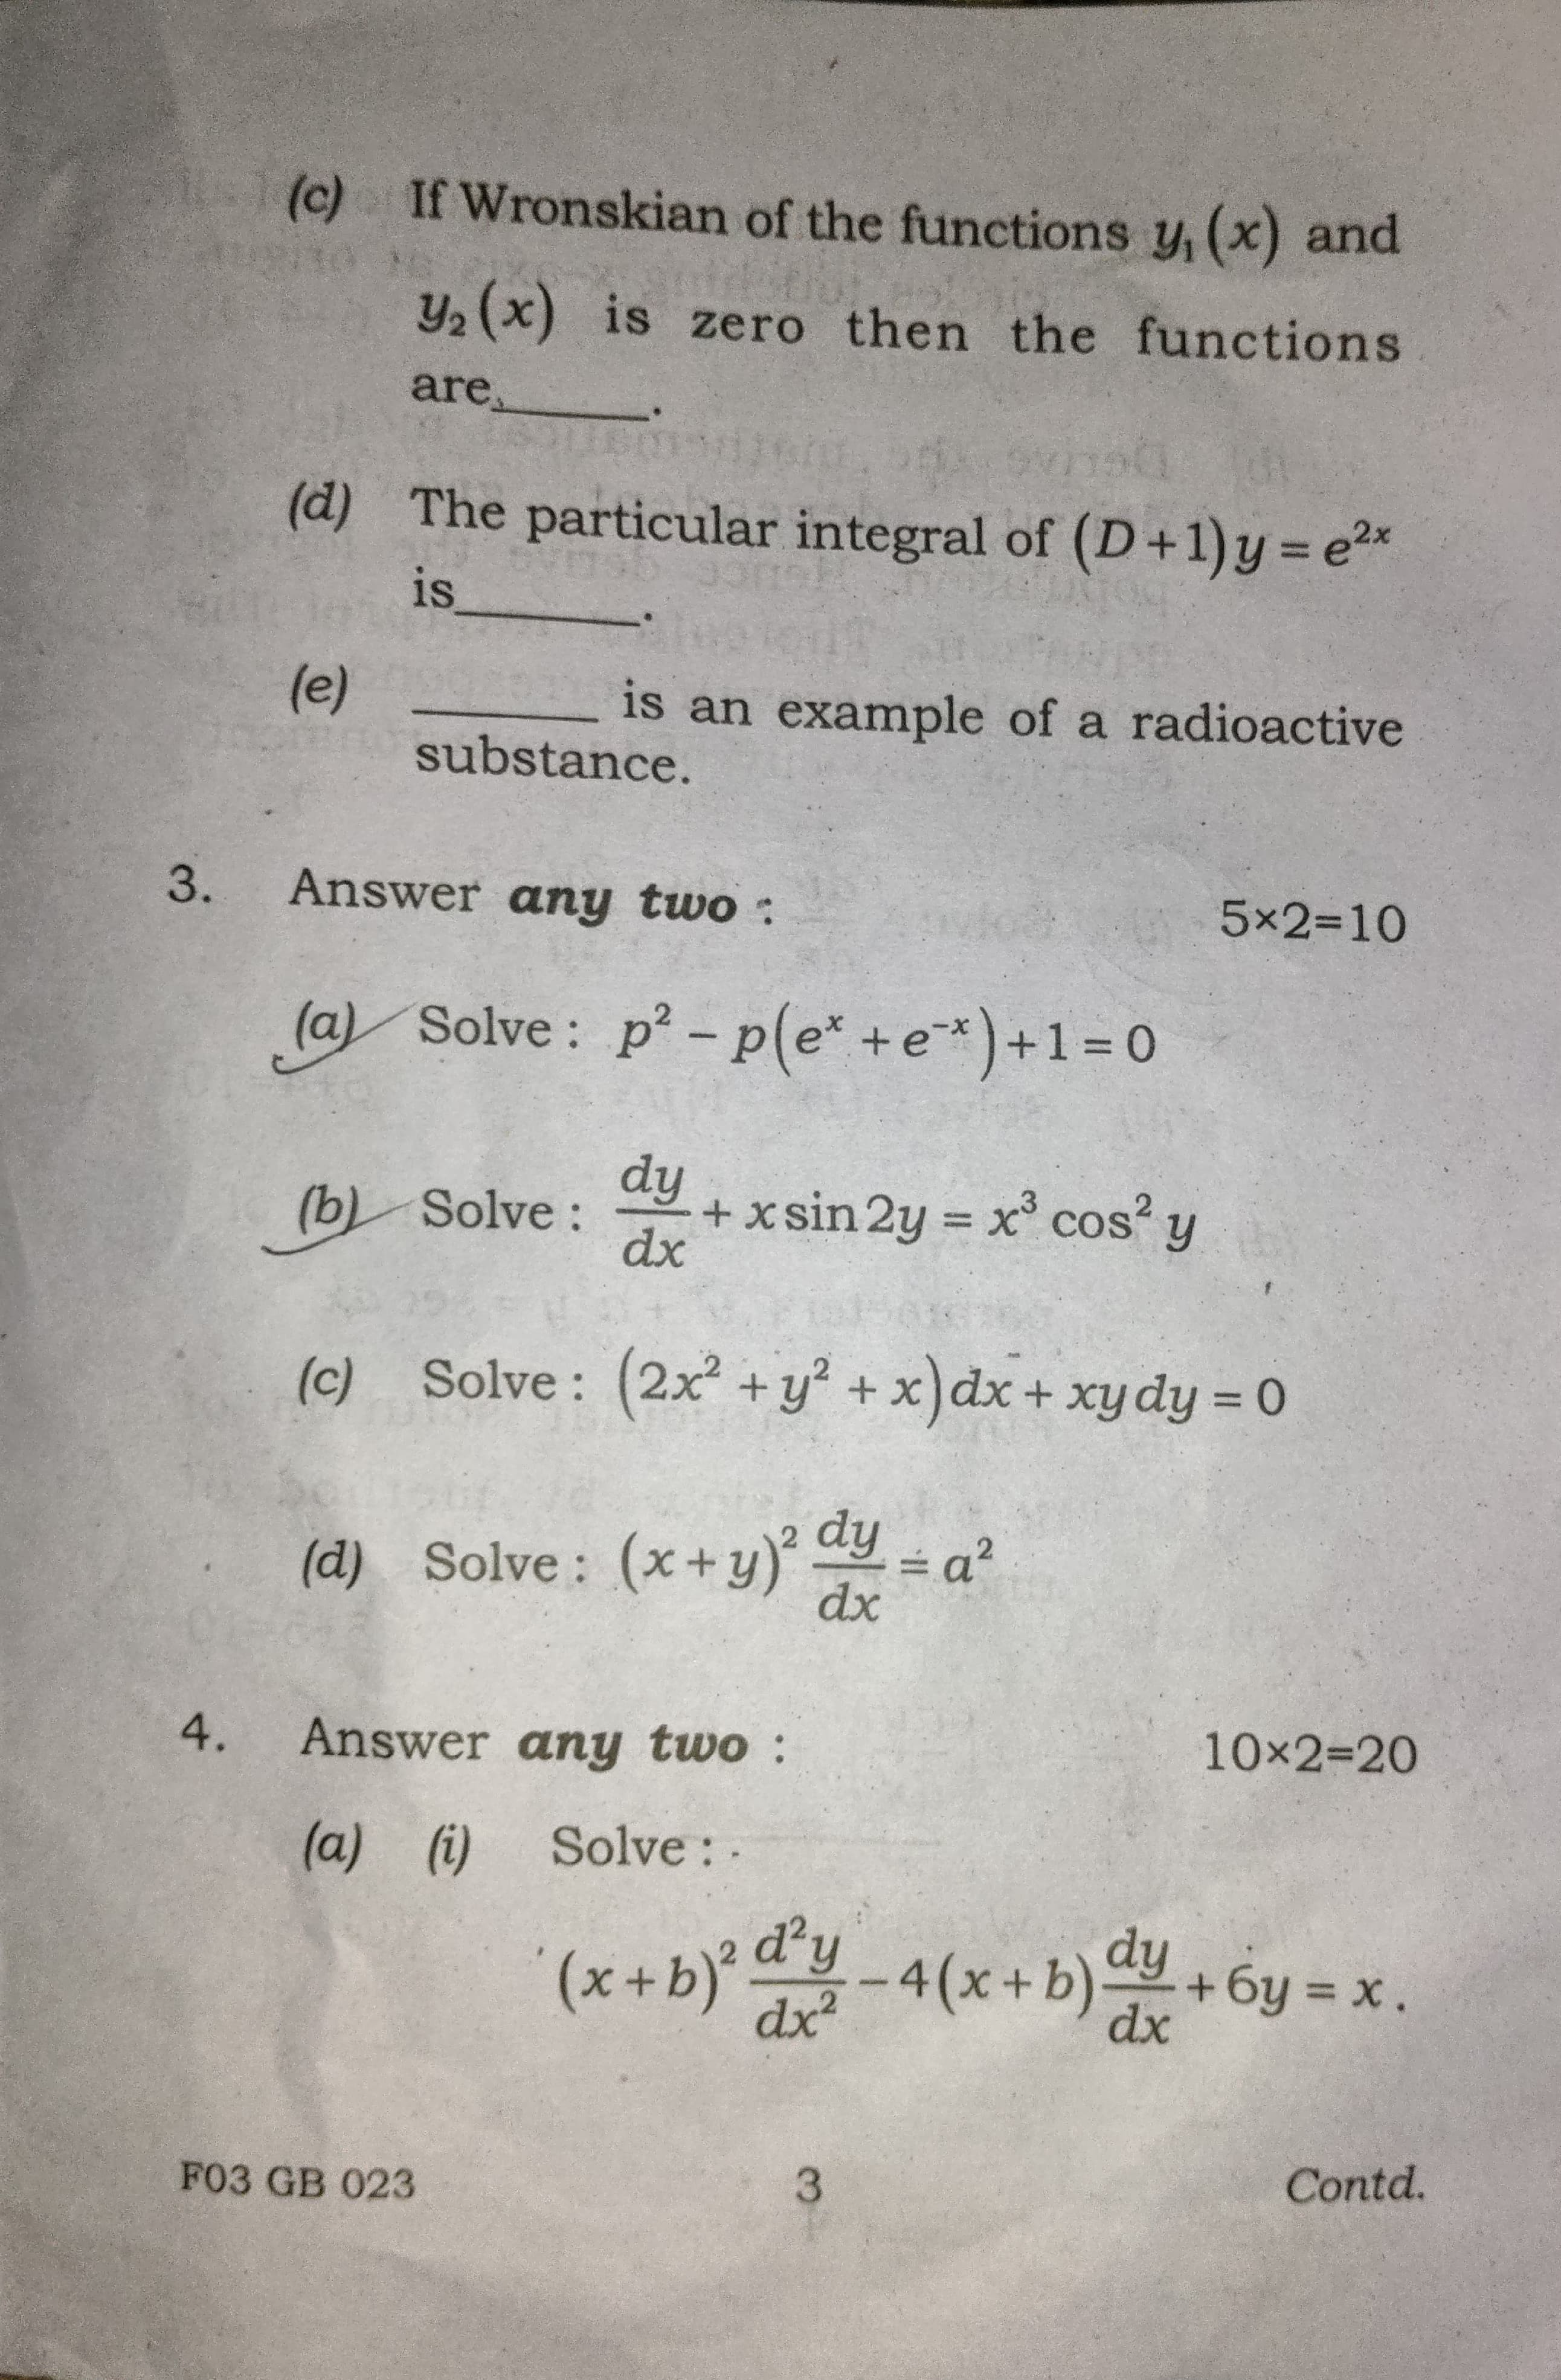 (c) If Wronskian of the functions y₁(x) and
y₂(x) is zero then the functions
are______.
(d) The particular integral of (D+1)y = e²ˣ
is______.
(e) ______ is an example of a radioactive
substance.
3. Answer any two : 5×2=10
(a) Solve : p² – p(eˣ + e⁻ˣ) + 1 = 0
(b) Solve : dy/dx + x sin 2y = x³ cos² y
(c) Solve : (2x² + y² + x)dx + xy dy = 0
(d) Solve : (x + y)² dy/dx = a²
4. Answer any two : 10×2=20
(a) (i) Solve :
(x + b)² d²y/dx² – 4(x + b) dy/dx + 6y = x.
F03 GB 023 3 Contd.